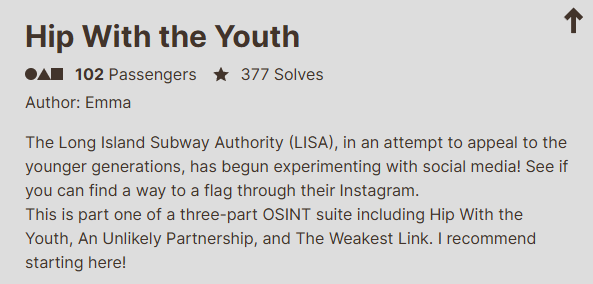 Hip With the Youth
102 Passengers ★ 377 Solves
Author: Emma
The Long Island Subway Authority (LISA), in an attempt to appeal to the
younger generations, has begun experimenting with social media! See if
you can find a way to a flag through their Instagram.
This is part one of a three-part OSINT suite including Hip With the
Youth, An Unlikely Partnership, and The Weakest Link. I recommend
starting here!